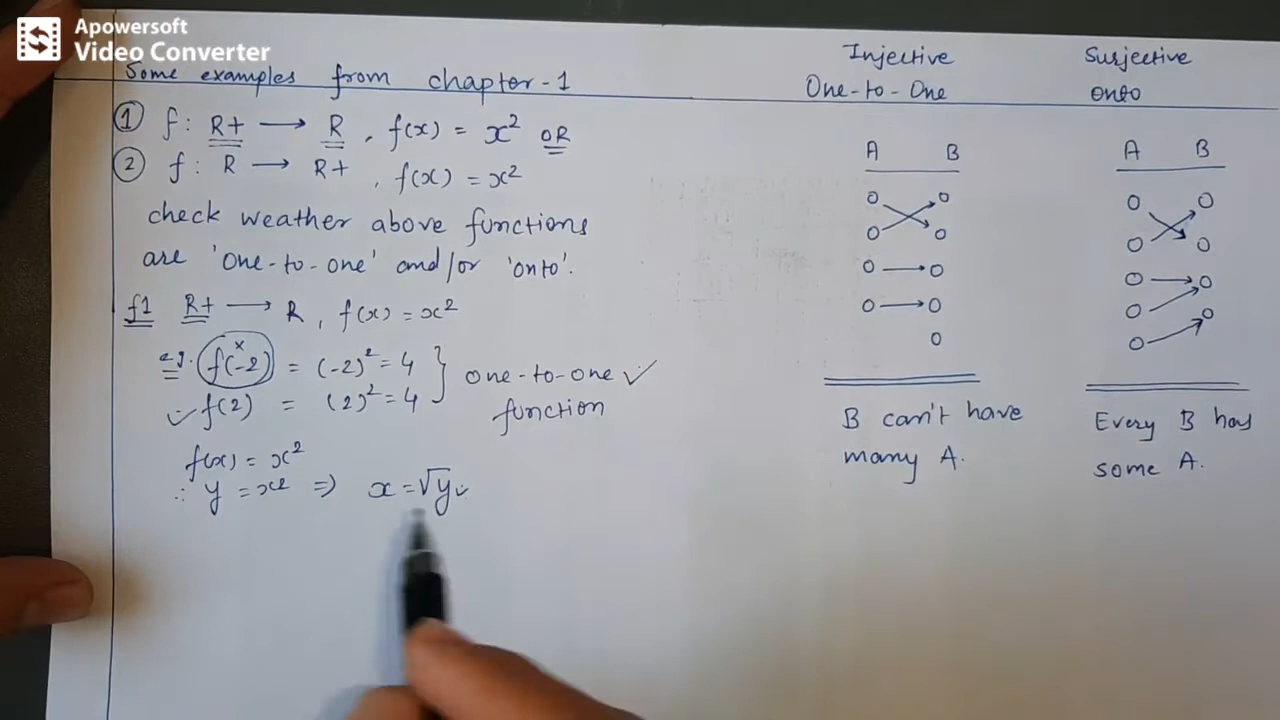 Apowersoft
Video Converter
Some examples from chapter-1
① f: R+ → R, f(x) = x² OR
② f: R → R+, f(x) = x²
check weather above functions
are 'one-to-one' and/or 'onto'.
f1 R+ → R, f(x) = x²
eg. f(-2) = (-2)² = 4
f(2) = (2)² = 4
one-to-one ✓
function
f(x) = x²
∴ y = x² ⇒ x = √y
Injective
One-to-One
A B
B can't have
many A.
Surjective
onto
A B
Every B has
some A.